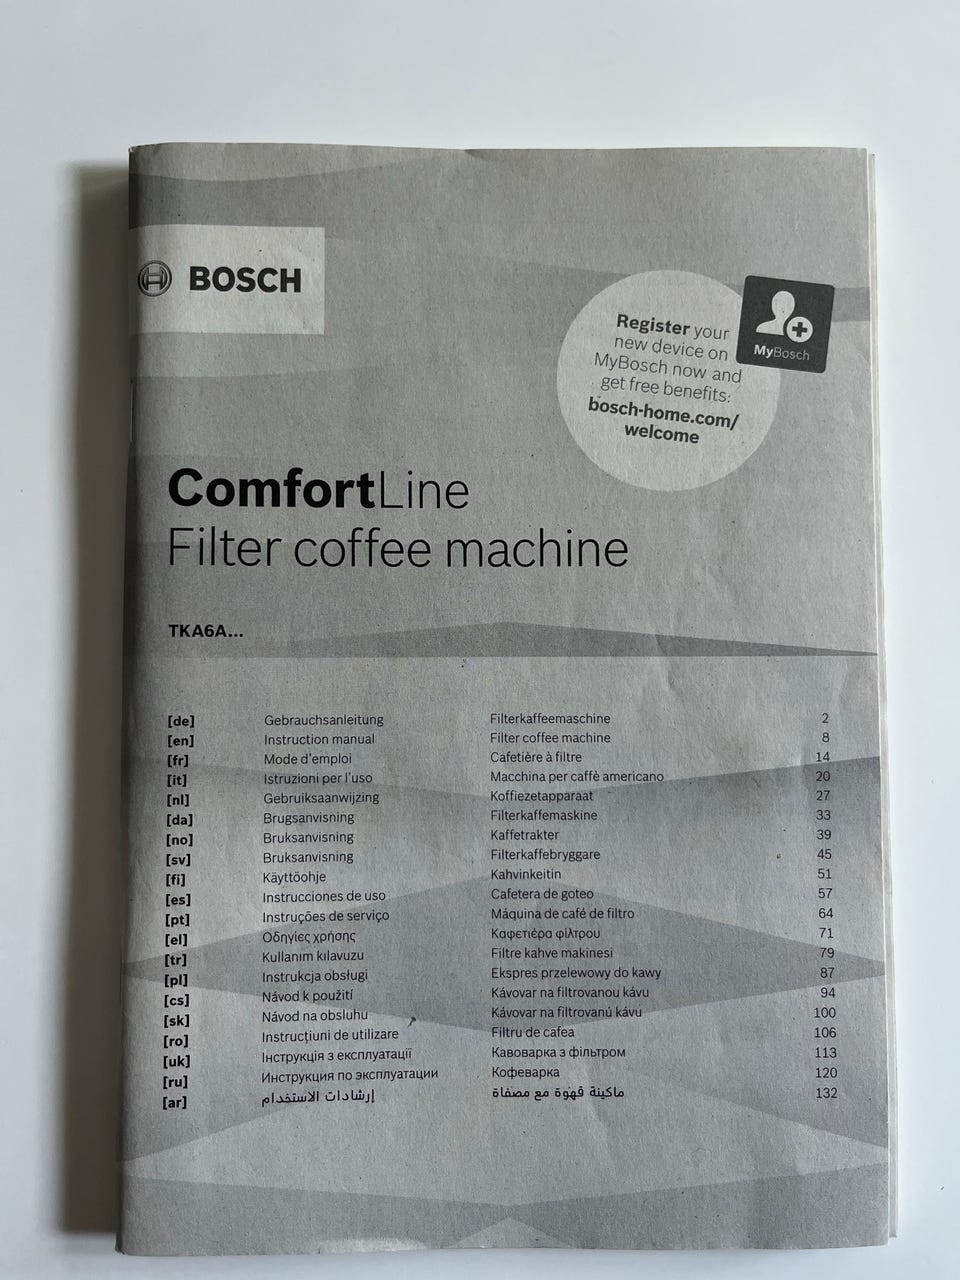 BOSCH
Register your
new device on
MyBosch now and
get free benefits:
bosch-home.com/
welcome
MyBosch
ComfortLine
Filter coffee machine
TKA6A...
[de] Gebrauchsanleitung Filterkaffeemaschine 2
[en] Instruction manual Filter coffee machine 8
[fr] Mode d'emploi Cafetière à filtre 14
[it] Istruzioni per l'uso Macchina per caffè americano 20
[nl] Gebruiksaanwijzing Koffiezetapparaat 27
[da] Brugsanvisning Filterkaffemaskine 33
[no] Bruksanvisning Kaffetrakter 39
[sv] Bruksanvisning Filterkaffebryggare 45
[fi] Käyttöohje Kahvinkeitin 51
[es] Instrucciones de uso Cafetera de goteo 57
[pt] Instruções de serviço Máquina de café de filtro 64
[el] Οδηγίες χρήσης Καφετιέρα φίλτρου 71
[tr] Kullanım kılavuzu Filtre kahve makinesi 79
[pl] Instrukcja obsługi Ekspres przelewowy do kawy 87
[cs] Návod k použití Kávovar na filtrovanou kávu 94
[sk] Návod na obsluhu Kávovar na filtrovanú kávu 100
[ro] Instrucțiuni de utilizare Filtru de cafea 106
[uk] Інструкція з експлуатації Кавоварка з фільтром 113
[ru] Инструкция по эксплуатации Кофеварка 120
[ar] إرشادات الاستخدام ماكينة قهوة مع مصفاة 132